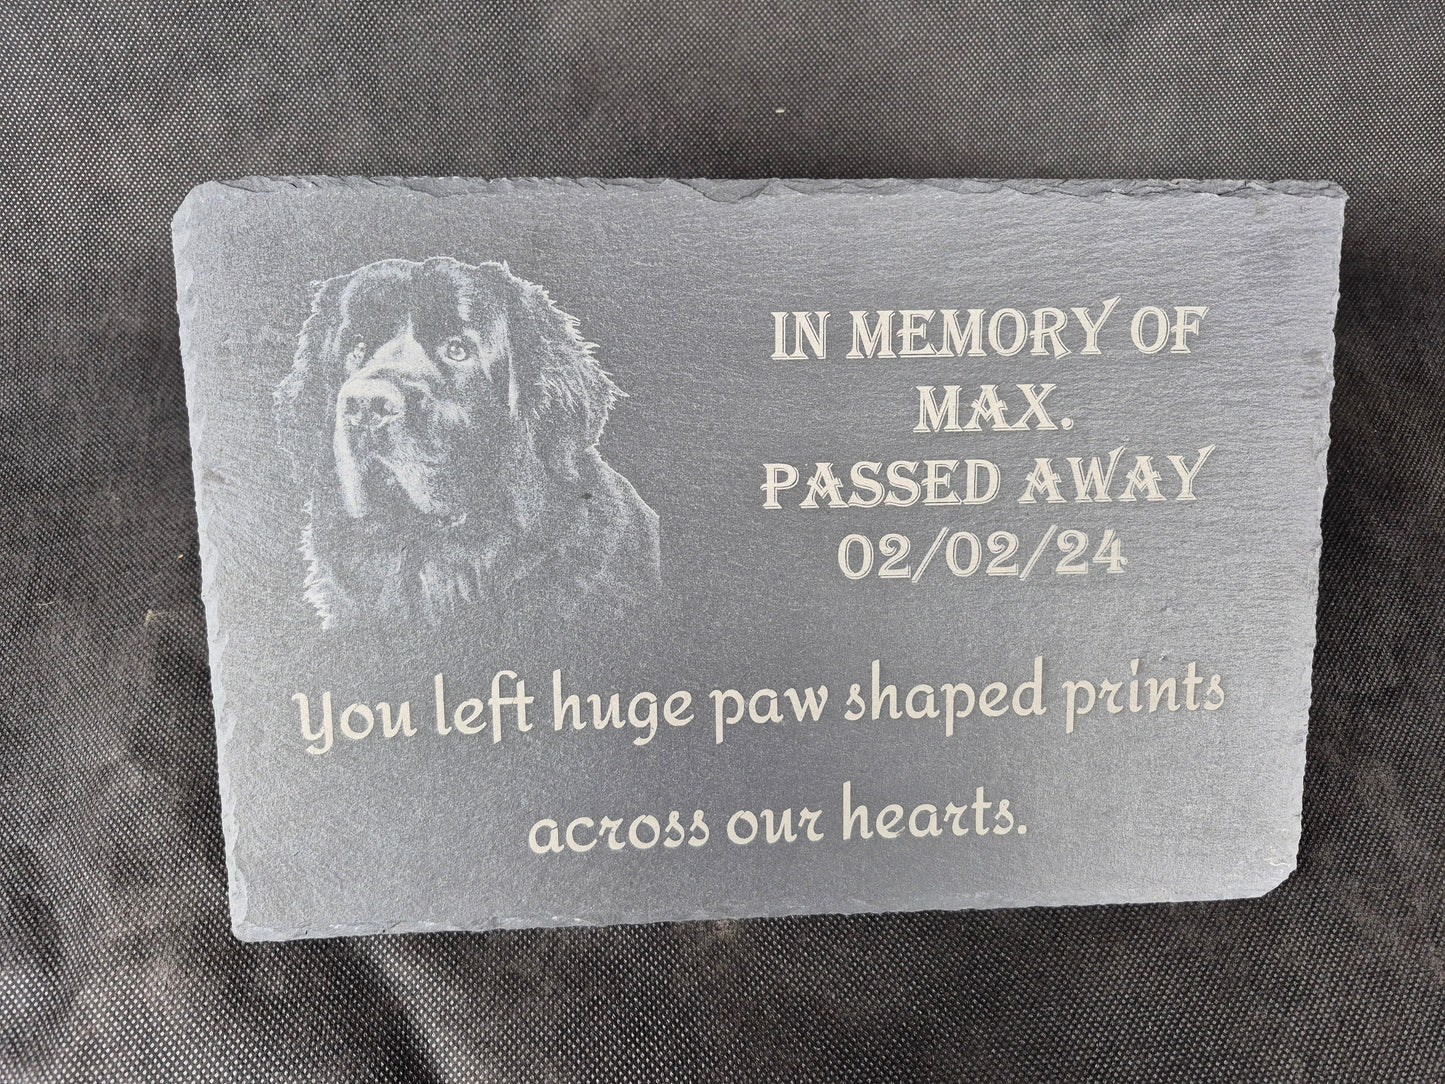 IN MEMORY OF
MAX.
PASSED AWAY
02/02/24
You left huge paw shaped prints
across our hearts.